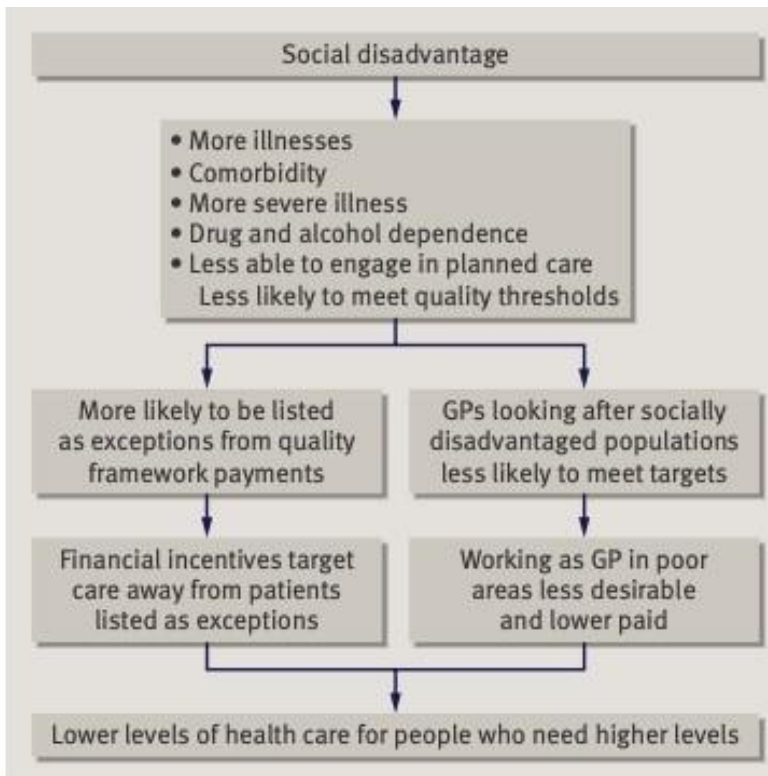 Social disadvantage
• More illnesses
• Comorbidity
• More severe illness
• Drug and alcohol dependence
• Less able to engage in planned care
Less likely to meet quality thresholds
More likely to be listed
as exceptions from quality
framework payments
GPs looking after socially
disadvantaged populations
less likely to meet targets
Financial incentives target
care away from patients
listed as exceptions
Working as GP in poor
areas less desirable
and lower paid
Lower levels of health care for people who need higher levels